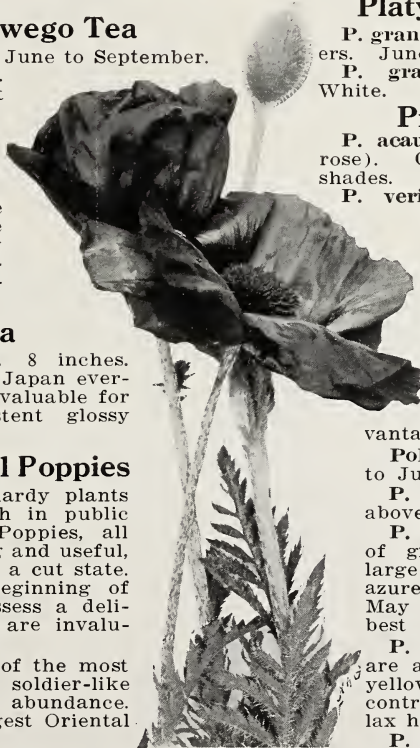 wego Tea
June to September.
a
8 inches.
Japan ever-
valuable for
stent glossy
l Poppies
ardy plants
h in public
Poppies, all
g and useful,
a cut state.
eginning of
ssess a deli-
are invalu-
of the most
soldier-like
abundance.
gest Oriental
Platy
P. gran
ers. June
P. gra
White.
P
P. acau
rose).
shades.
P. veri
vanta
Pol
to Ju
P.
above
P.
of g
large
azure
May
best
P.
are a
yellow
contr
lax h
P.